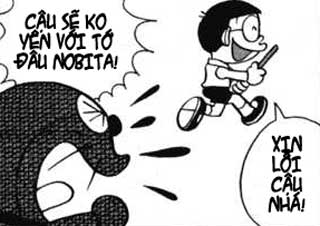 CẬU SẼ KO
YÊN VỚI TỚ
ĐÂU NOBITA!
XIN
LỖI
CẬU
NHÁ!